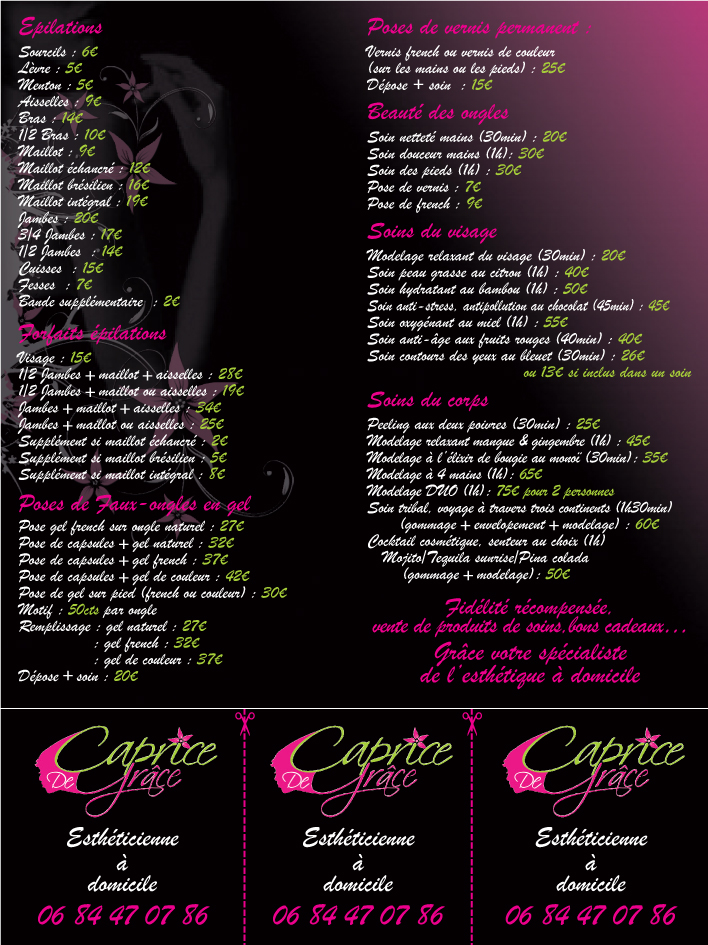 Epilations
Sourcils : 6€
Lèvre : 5€
Menton : 5€
Aisselles : 9€
Bras : 14€
1/2 Bras : 10€
Maillot : 9€
Maillot échancré : 12€
Maillot brésilien : 16€
Maillot intégral : 19€
Jambes : 20€
3/4 Jambes : 17€
1/2 Jambes : 14€
Cuisses : 15€
Fesses : 7€
Bande supplémentaire : 2€
Forfaits épilations
Visage : 15€
1/2 Jambes + maillot + aisselles : 28€
1/2 Jambes + maillot ou aisselles : 19€
Jambes + maillot + aisselles : 34€
Jambes + maillot ou aisselles : 25€
Supplément si maillot échancré : 2€
Supplément si maillot brésilien : 5€
Supplément si maillot intégral : 8€
Poses de Faux-ongles en gel
Pose gel french sur ongle naturel : 27€
Pose de capsules + gel naturel : 32€
Pose de capsules + gel french : 37€
Pose de capsules + gel de couleur : 42€
Pose de gel sur pied (french ou couleur) : 30€
Motif : 50cts par ongle
Remplissage : gel naturel : 27€
: gel french : 32€
: gel de couleur : 37€
Dépose + soin : 20€
Poses de vernis permanent :
Vernis french ou vernis de couleur
(sur les mains ou les pieds) : 25€
Dépose + soin : 15€
Beauté des ongles
Soin netteté mains (30min) : 20€
Soin douceur mains (1h) : 30€
Soin des pieds (1h) : 30€
Pose de vernis : 7€
Pose de french : 9€
Soins du visage
Modelage relaxant du visage (30min) : 20€
Soin peau grasse au citron (1h) : 40€
Soin hydratant au bambou (1h) : 50€
Soin anti-stress, antipollution au chocolat (45min) : 45€
Soin oxygénant au miel (1h) : 55€
Soin anti-âge aux fruits rouges (40min) : 40€
Soin contours des yeux au bleuet (30min) : 26€
ou 13€ si inclus dans un soin
Soins du corps
Peeling aux deux poivres (30min) : 25€
Modelage relaxant mangue & gingembre (1h) : 45€
Modelage à l'élixir de bougie au monoï (30min) : 35€
Modelage à 4 mains (1h) : 65€
Modelage DUO (1h) : 75€ pour 2 personnes
Soin tribal, voyage à travers trois continents (1h30min)
(gommage + envelopement + modelage) : 60€
Cocktail cosmétique, senteur au choix (1h)
Mojito/Tequila sunrise/Pina colada
(gommage + modelage) : 50€
Fidélité récompensée,
vente de produits de soins,bons cadeaux...
Grâce votre spécialiste
de l'esthétique à domicile
Caprice
De Grâce
Esthéticienne
à
domicile
06 84 47 07 86
Caprice
De Grâce
Esthéticienne
à
domicile
06 84 47 07 86
Caprice
De Grâce
Esthéticienne
à
domicile
06 84 47 07 86